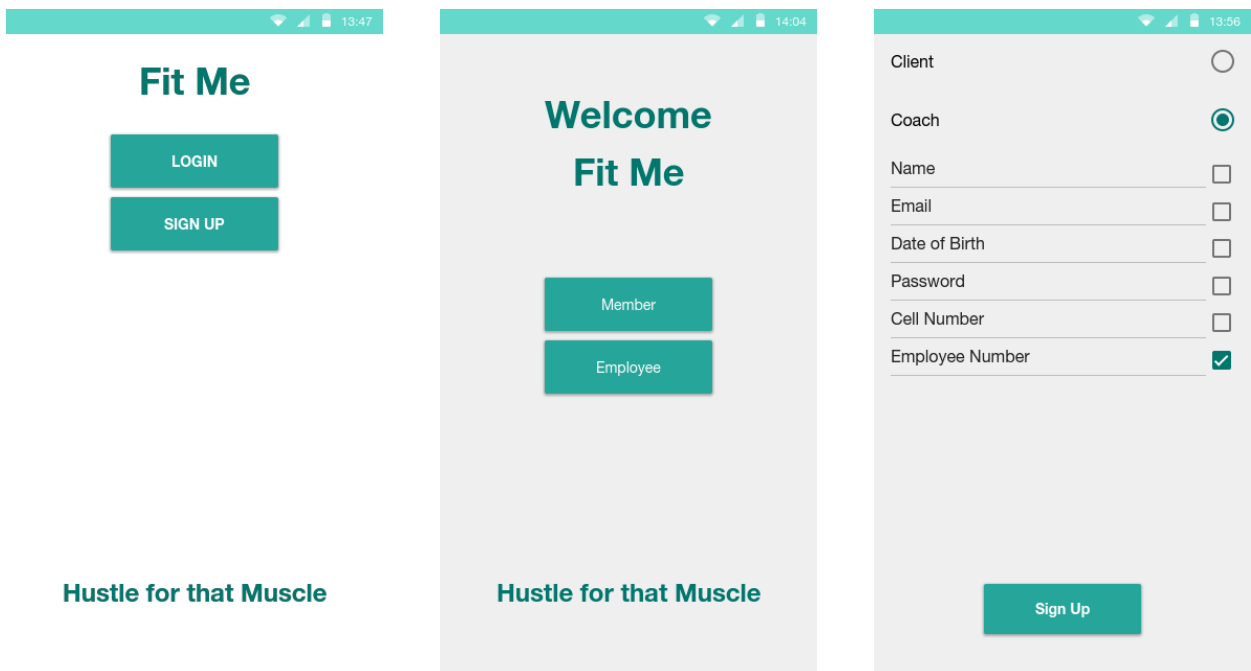 13:47
Fit Me
LOGIN
SIGN UP
Hustle for that Muscle
14:04
Welcome
Fit Me
Member
Employee
Hustle for that Muscle
13:56
Client
Coach
Name
Email
Date of Birth
Password
Cell Number
Employee Number
Sign Up